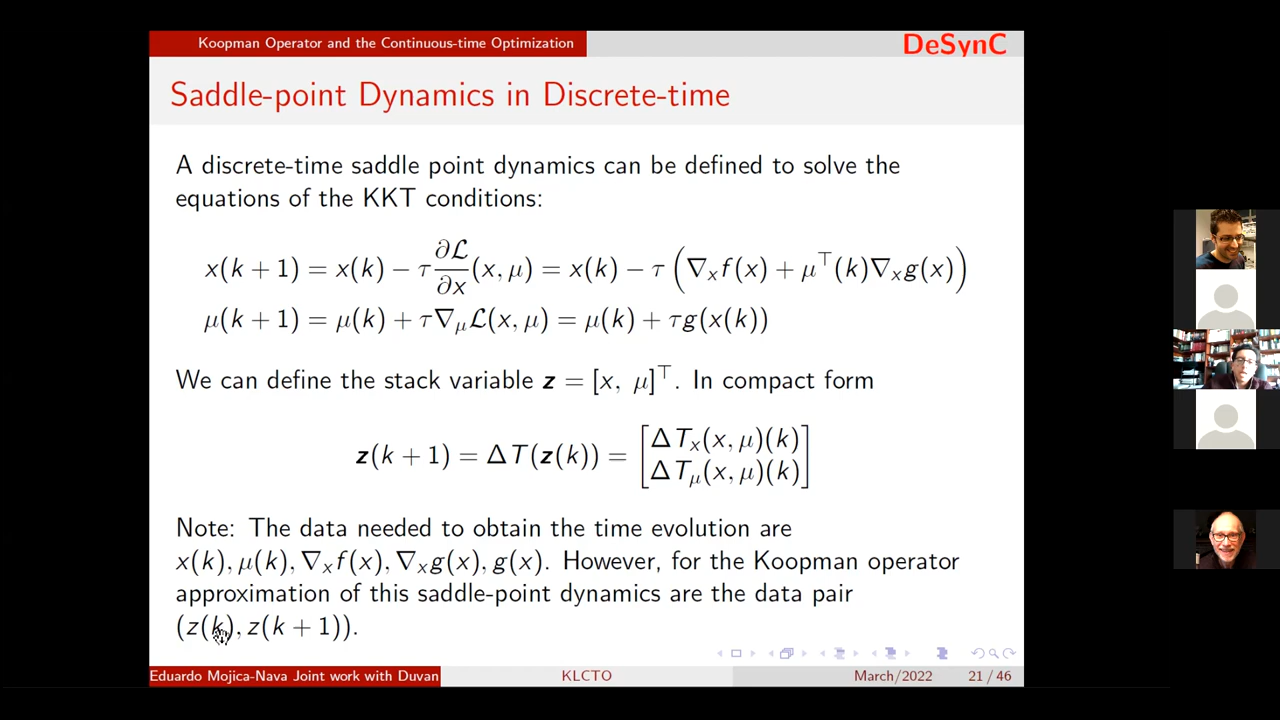 Koopman Operator and the Continuous-time Optimization
DeSynC
Saddle-point Dynamics in Discrete-time
A discrete-time saddle point dynamics can be defined to solve the
equations of the KKT conditions:
x(k + 1) = x(k) − τ ∂ℒ/∂x (x, μ) = x(k) − τ (∇ₓf(x) + μ⊤(k)∇ₓg(x))
μ(k + 1) = μ(k) + τ∇μℒ(x, μ) = μ(k) + τg(x(k))
We can define the stack variable z = [x, μ]⊤. In compact form
z(k + 1) = ΔT(z(k)) = [ΔTₓ(x, μ)(k)
ΔTμ(x, μ)(k)]
Note: The data needed to obtain the time evolution are
x(k), μ(k), ∇ₓf(x), ∇ₓg(x), g(x). However, for the Koopman operator
approximation of this saddle-point dynamics are the data pair
(z(k), z(k + 1)).
Eduardo Mojica-Nava Joint work with Duvan
KLCTO
March/2022
21 / 46